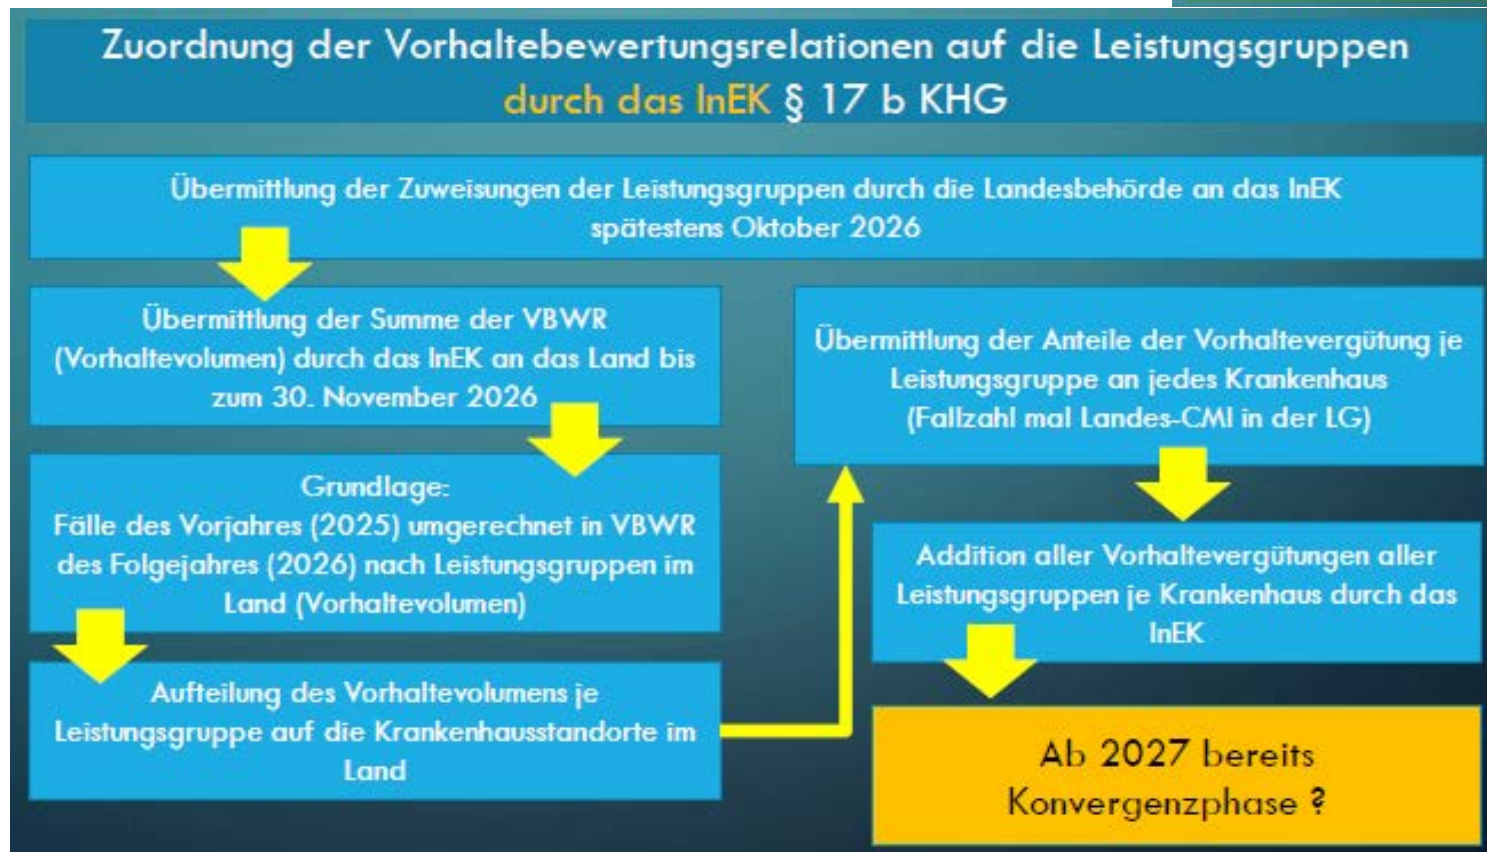 Zuordnung der Vorhaltebewertungsrelationen auf die Leistungsgruppen
durch das InEK § 17 b KHG
Übermittlung der Zuweisungen der Leistungsgruppen durch die Landesbehörde an das InEK
spätestens Oktober 2026
Übermittlung der Summe der VBWR
(Vorhaltevolumen) durch das InEK an das Land bis
zum 30. November 2026
Grundlage:
Fälle des Vorjahres (2025) umgerechnet in VBWR
des Folgejahres (2026) nach Leistungsgruppen im
Land (Vorhaltevolumen)
Aufteilung des Vorhaltevolumens je
Leistungsgruppe auf die Krankenhausstandorte im
Land
Übermittlung der Anteile der Vorhaltevergütung je
Leistungsgruppe an jedes Krankenhaus
(Fallzahl mal Landes-CMI in der LG)
Addition aller Vorhaltevergütungen aller
Leistungsgruppen je Krankenhaus durch das
InEK
Ab 2027 bereits
Konvergenzphase ?